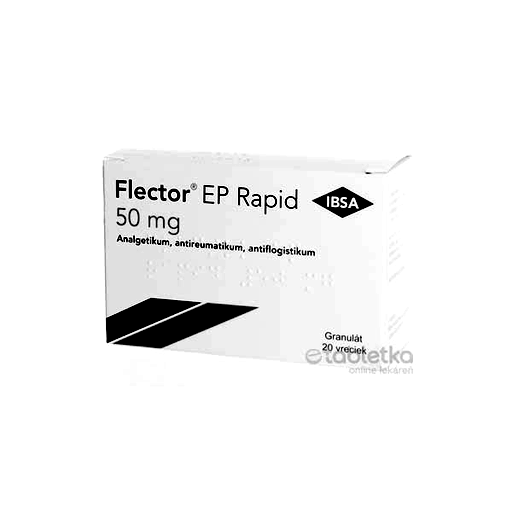 Flector® EP Rapid
IBSA
50 mg
Analgetikum, antireumatikum, antiflogistikum
Granulát
20 vreciek
etabletka
online lekáreň